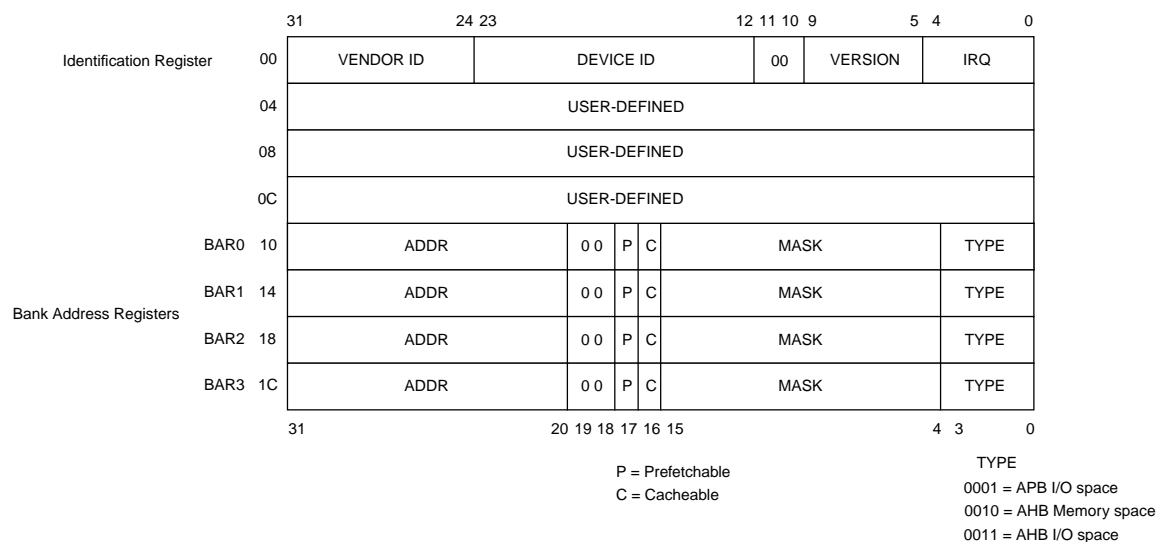 31 24 23 12 11 10 9 5 4 0
Identification Register 00 VENDOR ID DEVICE ID 00 VERSION IRQ
04 USER-DEFINED
08 USER-DEFINED
0C USER-DEFINED
BAR0 10 ADDR 0 0 P C MASK TYPE
BAR1 14 ADDR 0 0 P C MASK TYPE
Bank Address Registers
BAR2 18 ADDR 0 0 P C MASK TYPE
BAR3 1C ADDR 0 0 P C MASK TYPE
31 20 19 18 17 16 15 4 3 0
P = Prefetchable
C = Cacheable
TYPE
0001 = APB I/O space
0010 = AHB Memory space
0011 = AHB I/O space